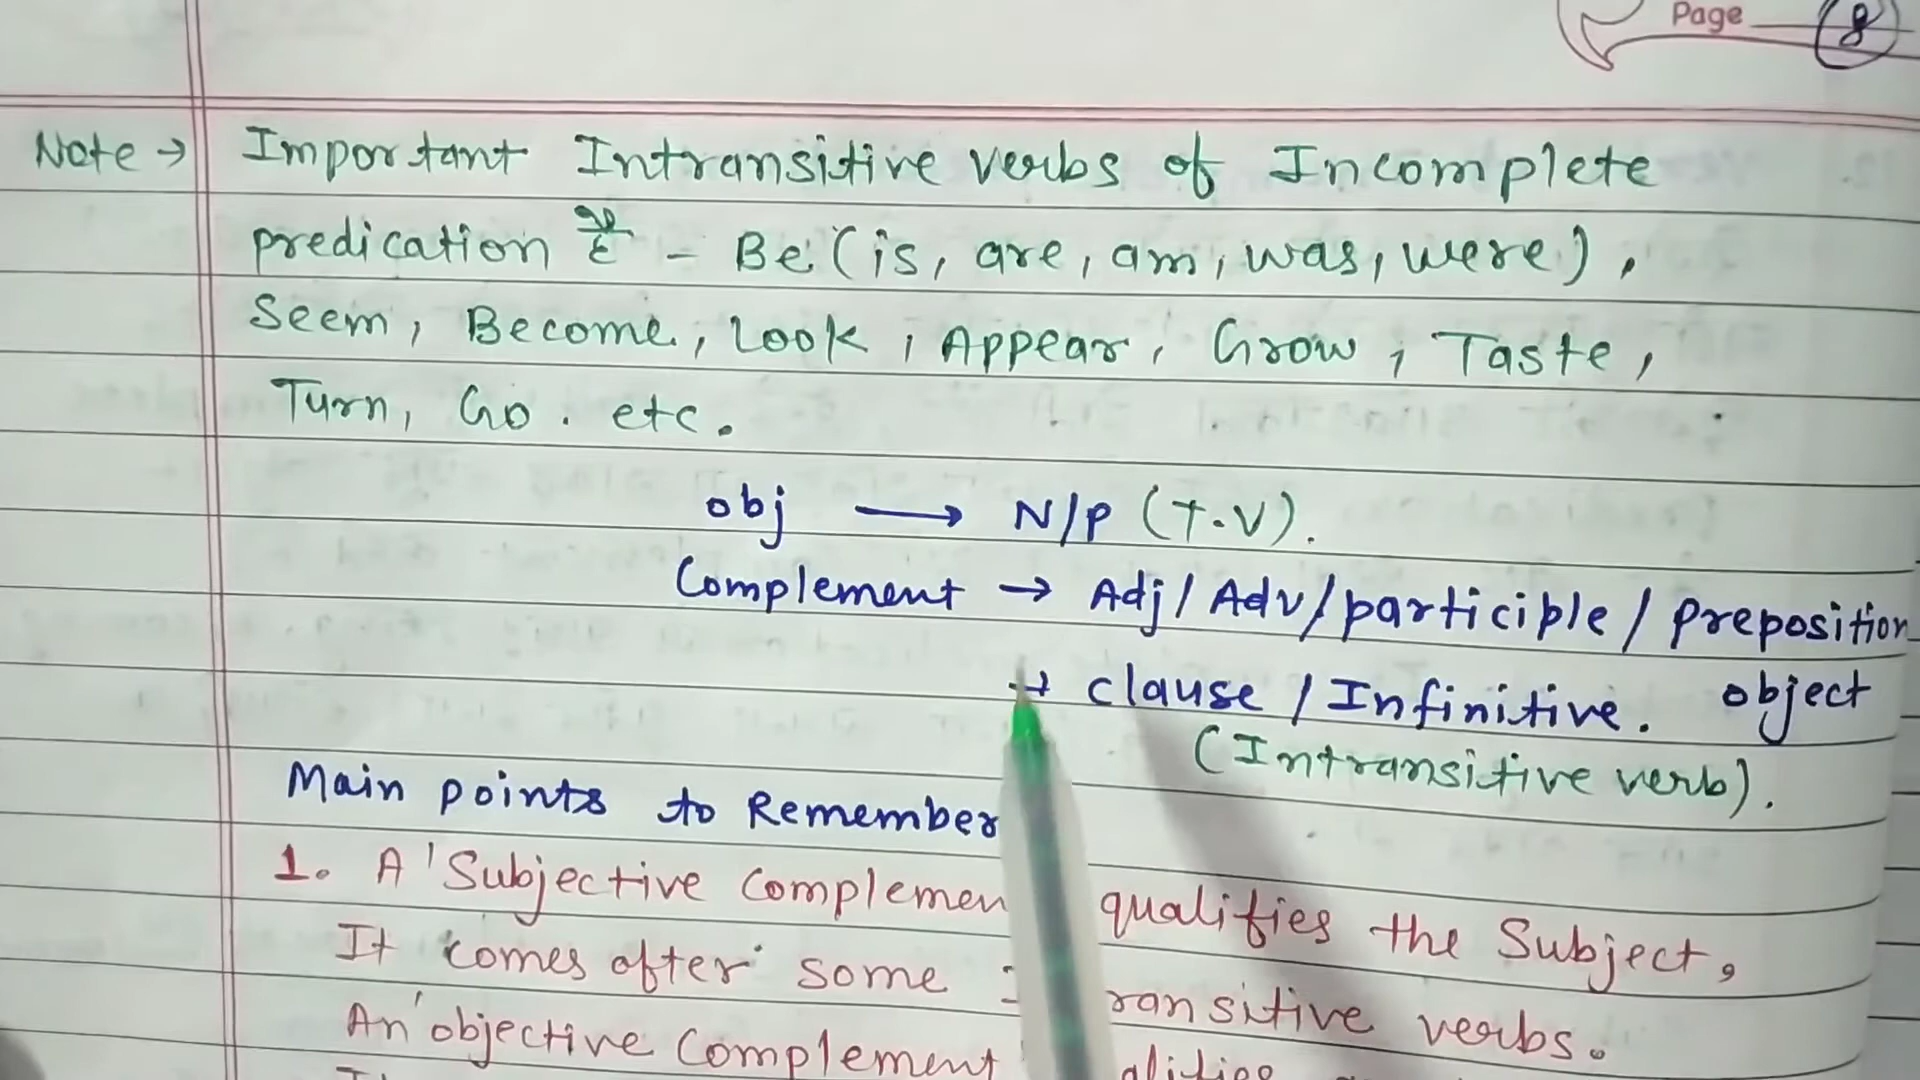 Page 8
Note → Important Intransitive verbs of Incomplete
predication - Be (is, are, am, was, were),
Seem, Become, Look, Appear, Grow, Taste,
Turn, Go. etc.
obj → N/P (T.V).
Complement → Adj/Adv/participle/preposition
→ clause/Infinitive. object
(Intransitive verb).
Main points to Remember
1. A 'Subjective Complemen qualifies the Subject,
It comes after some ransitive verbs.
An 'objective Complement